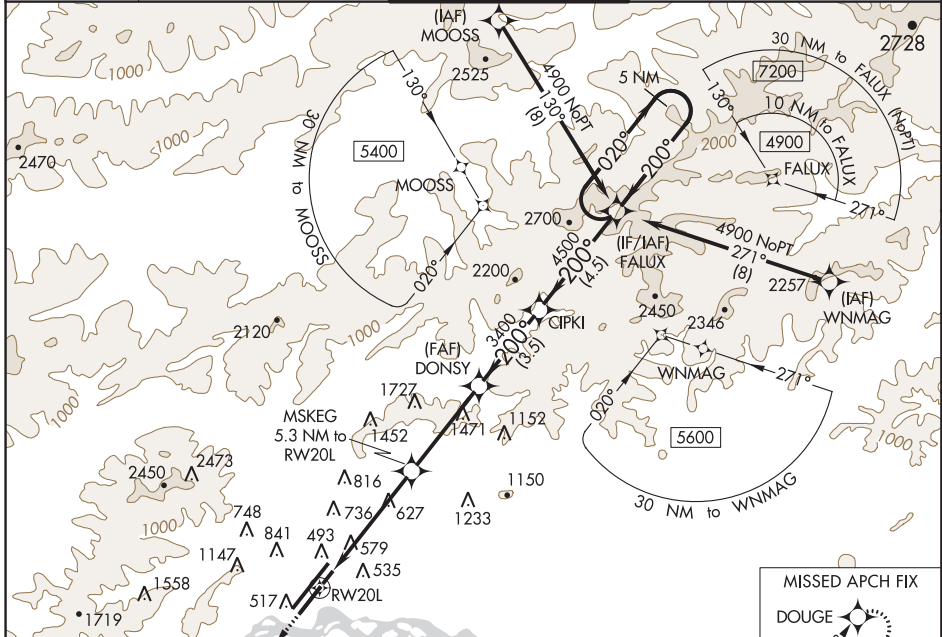 (IAF)
MOOSS
2728
30 NM to FALUX (NoPT)
7200
1000
2525
130°
4900 NoPT
130°
(8)
5 NM
130°
10 NM to FALUX
4900
1000
2470
30 NM to MOOSS
5400
020°
200°
2000
FALUX
MOOSS
271°
2700
4900 NoPT
271°
(8)
(IF/IAF)
FALUX
4500
200°
(4.5)
020°
2200
2257
(IAF)
WNMAG
2450
2346
CIPKI
2120
1000
3400
200°
(3.5)
(FAF)
DONSY
WNMAG
271°
020°
1727
1000
MSKEG
5.3 NM to
RW20L
1452
1471
1152
5600
1000
2450
2473
816
1150
30 NM to WNMAG
1000
748
736
627
1233
841
493
579
1147
535
MISSED APCH FIX
1558
RW20L
517
DOUGE
1719